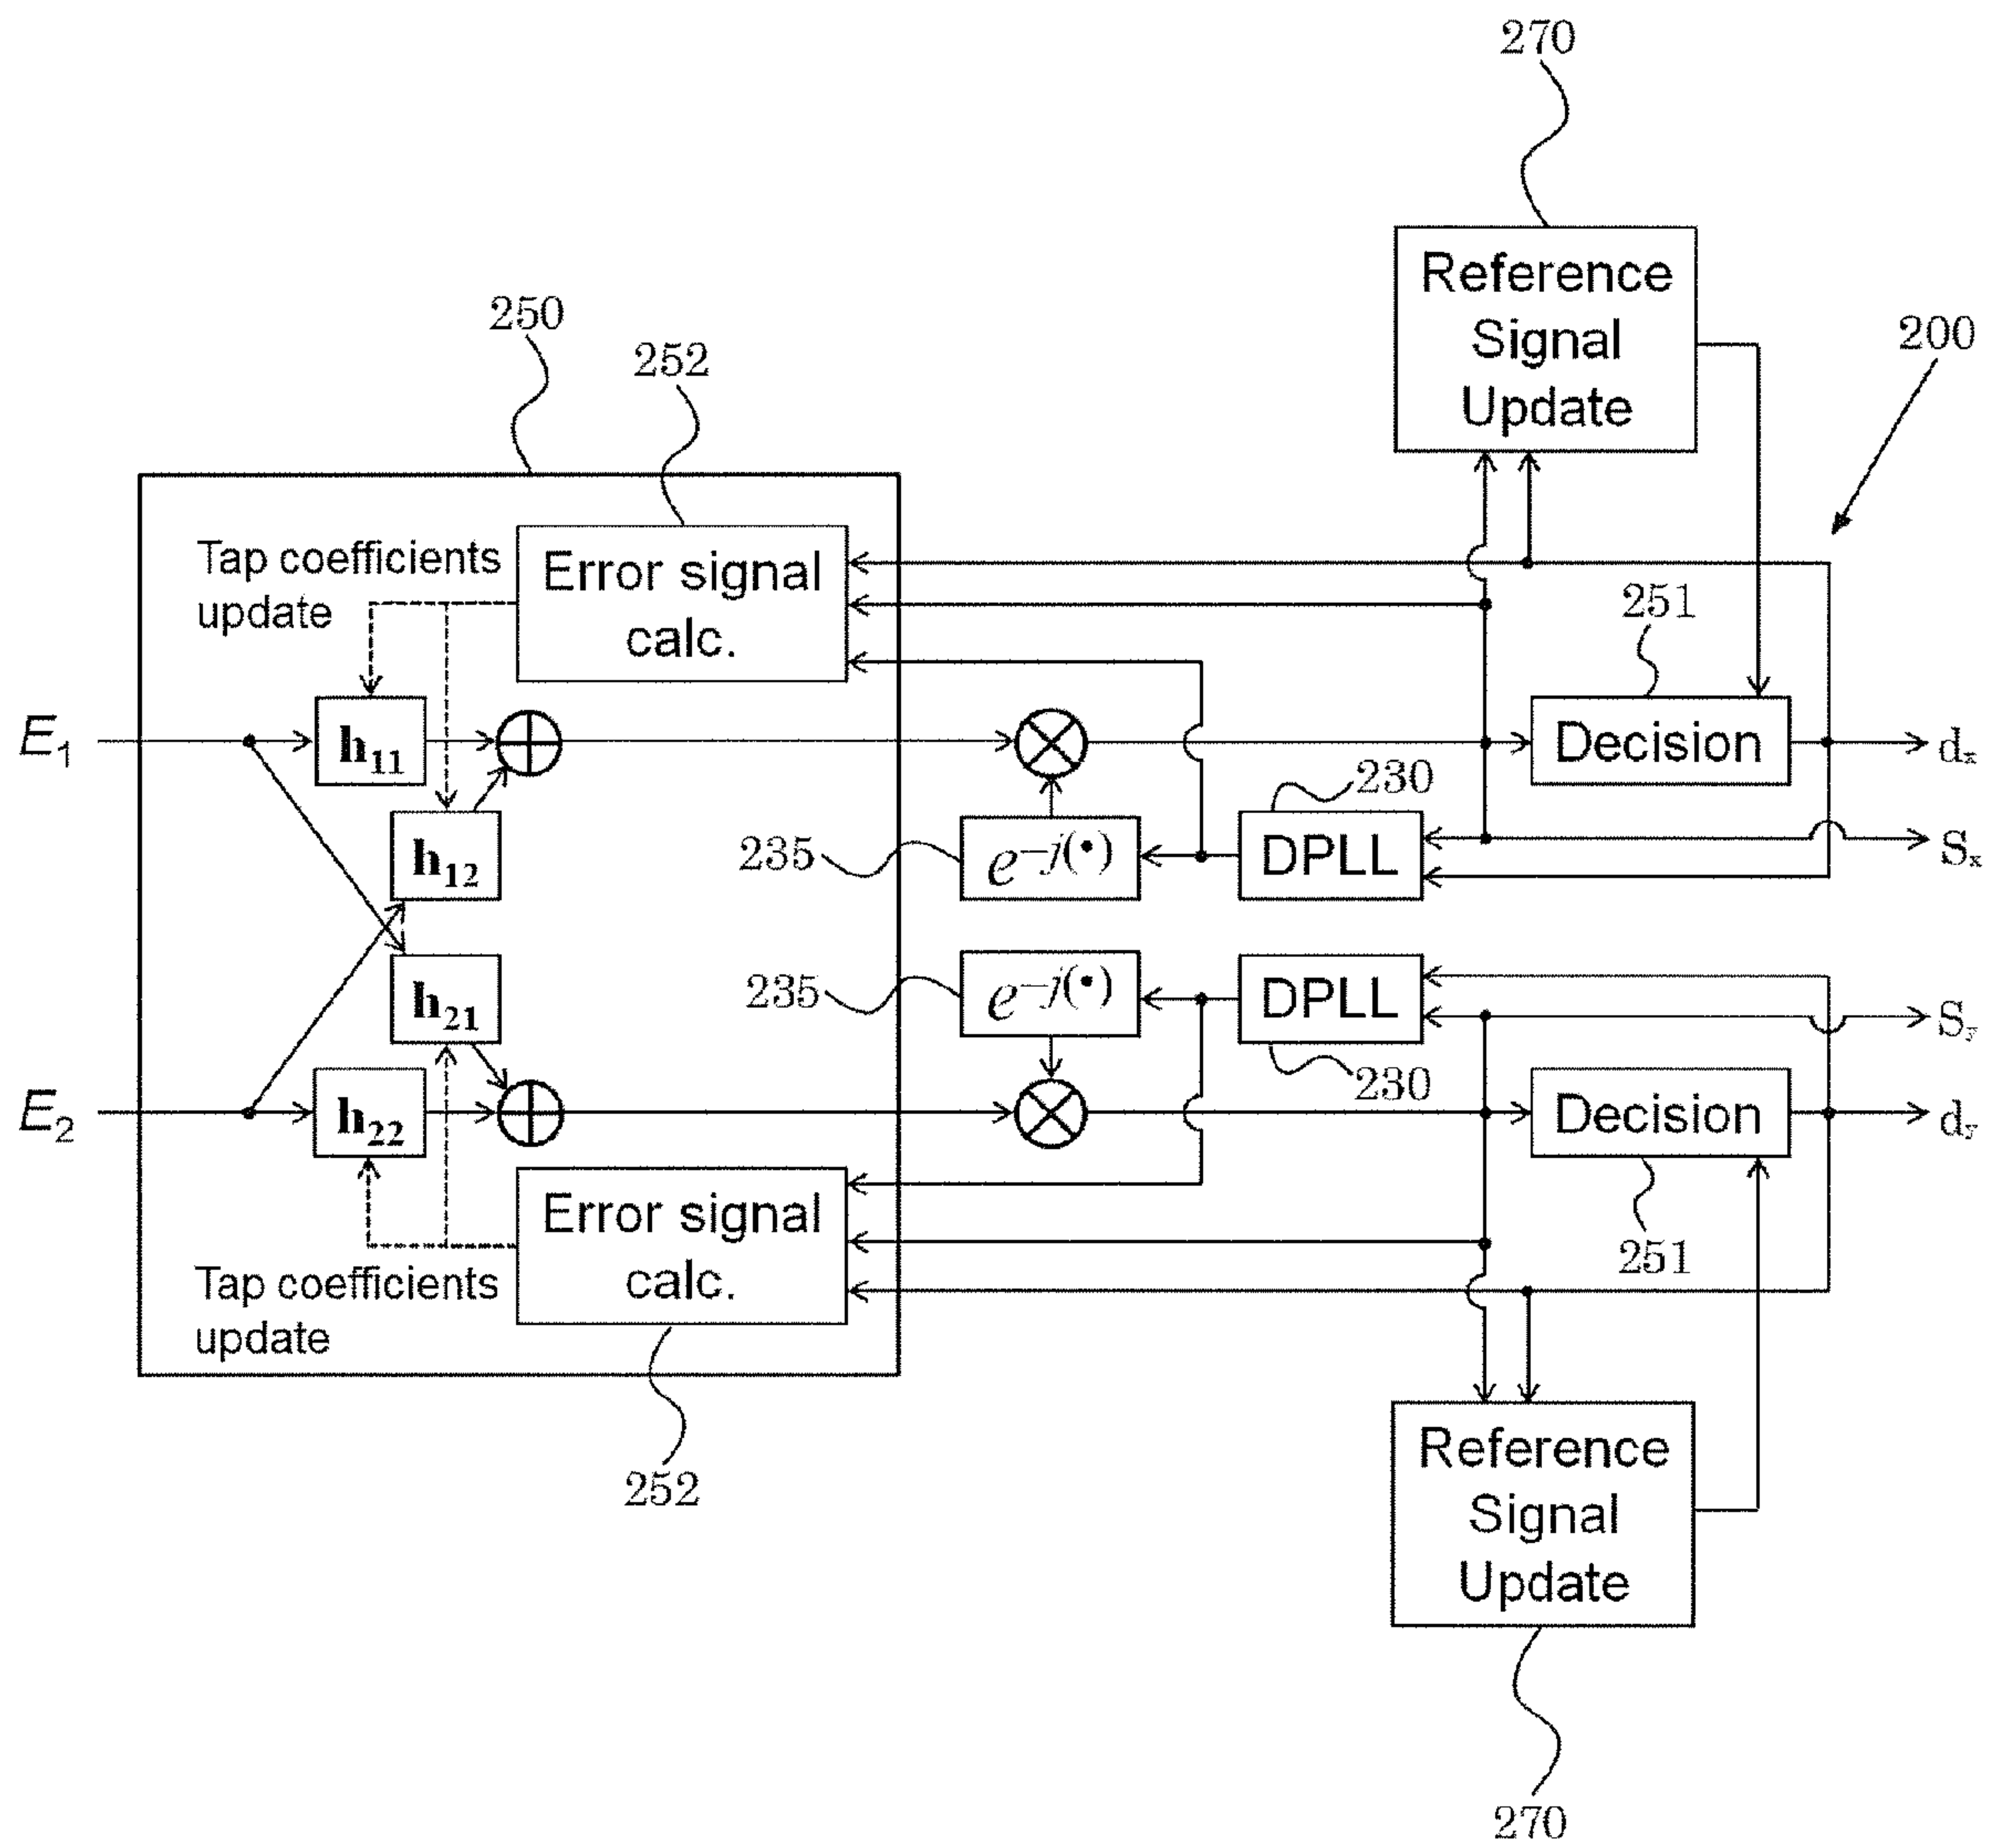 270
Reference
Signal
Update
200
250
252
Tap coefficients
update
Error signal
calc.
251
E1
h11
Decision
dx
230
h12
235
e−j(•)
DPLL
Sx
h21
235
e−j(•)
DPLL
Sy
230
E2
h22
Decision
dy
Error signal
calc.
251
Tap coefficients
update
252
Reference
Signal
Update
270